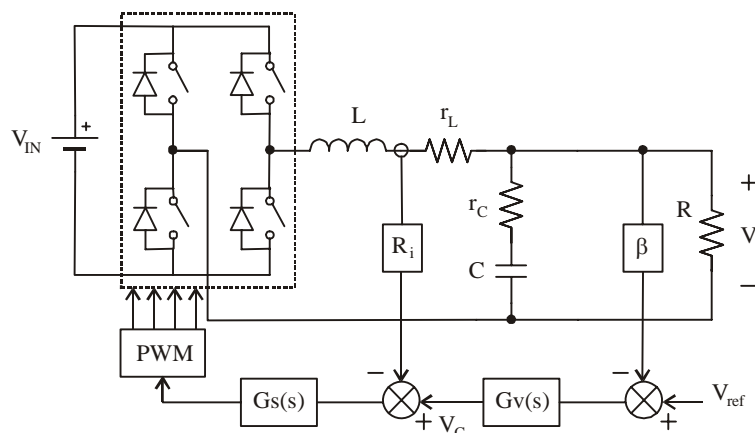 L
r_L
V_IN
+
r_C
R_i
C
β
R
+
V
−
PWM
−
−
Gs(s)
+
V_C
Gv(s)
+
V_ref